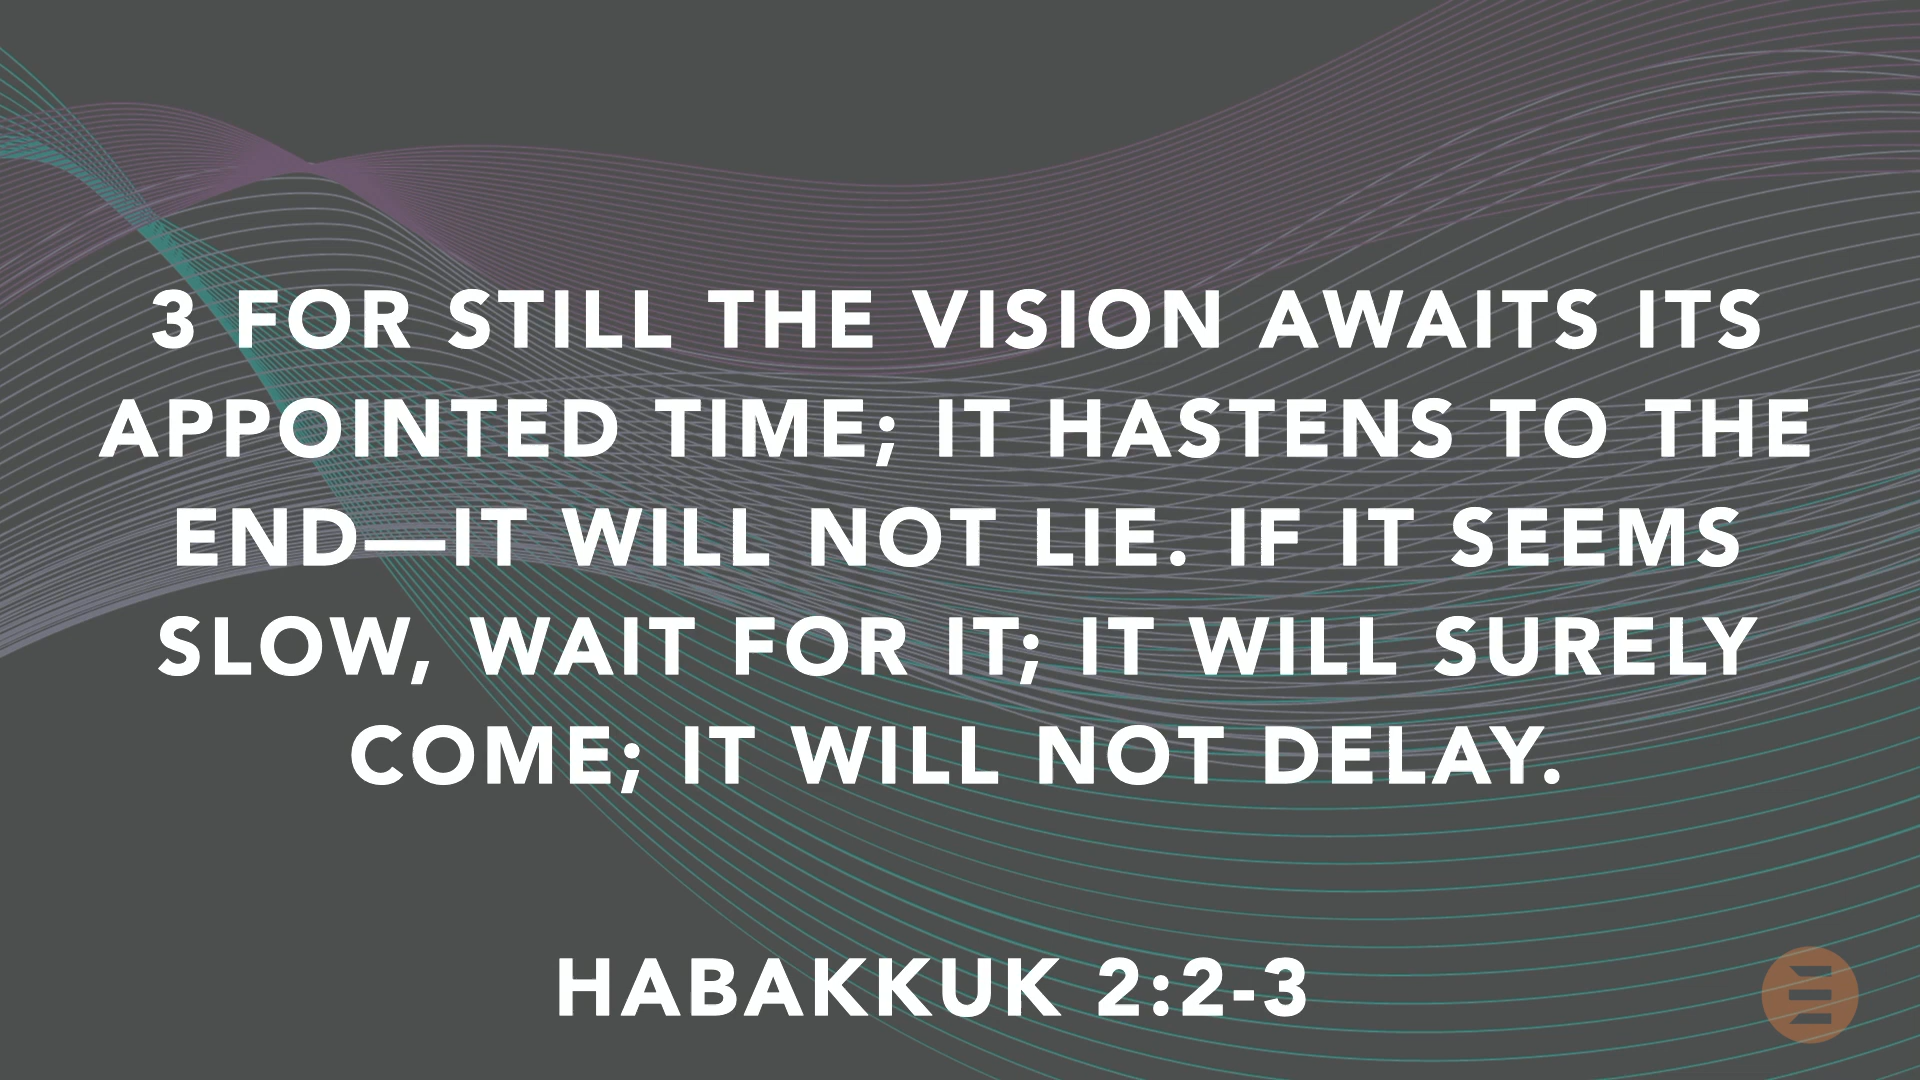 3 FOR STILL THE VISION AWAITS ITS
APPOINTED TIME; IT HASTENS TO THE
END—IT WILL NOT LIE. IF IT SEEMS
SLOW, WAIT FOR IT; IT WILL SURELY
COME; IT WILL NOT DELAY.
HABAKKUK 2:2-3